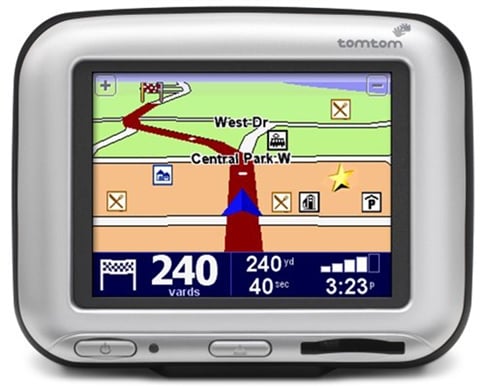 tomtom
+
−
West Dr
Central Park W
P
240
yards
240 yd
40 sec
3:23 p